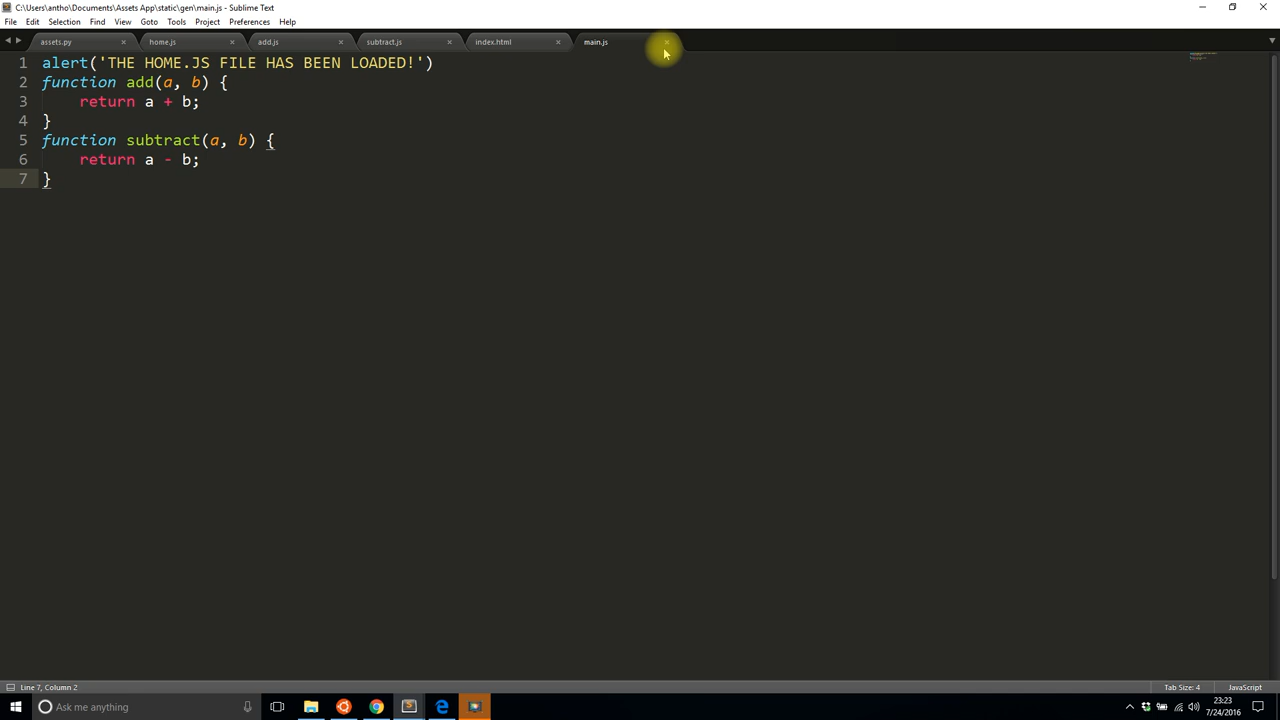 C:\Users\antho\Documents\Assets App\static\gen\main.js - Sublime Text
File Edit Selection Find View Goto Tools Project Preferences Help
assets.py home.js add.js subtract.js index.html main.js
1 alert('THE HOME.JS FILE HAS BEEN LOADED!')
2 function add(a, b) {
3 return a + b;
4 }
5 function subtract(a, b) {
6 return a - b;
7 }
Line 7, Column 2 Tab Size: 4 JavaScript
Ask me anything
23:23
7/24/2016